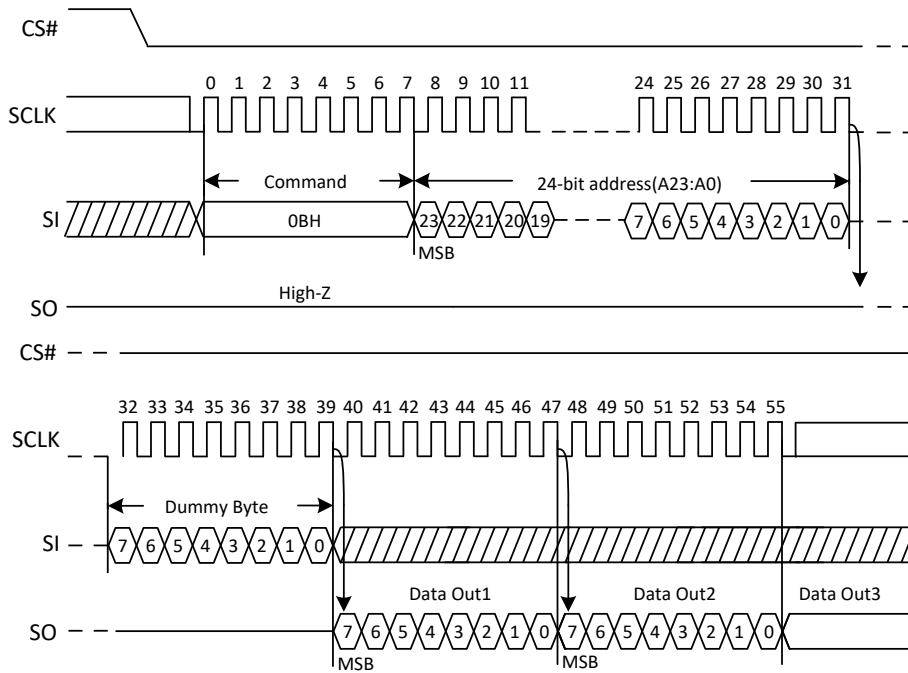 CS#
0 1 2 3 4 5 6 7 8 9 10 11 24 25 26 27 28 29 30 31
SCLK
Command 24-bit address(A23:A0)
SI 0BH 23 22 21 20 19 7 6 5 4 3 2 1 0
MSB
High-Z
SO
CS#
32 33 34 35 36 37 38 39 40 41 42 43 44 45 46 47 48 49 50 51 52 53 54 55
SCLK
Dummy Byte
SI 7 6 5 4 3 2 1 0
Data Out1 Data Out2 Data Out3
SO 7 6 5 4 3 2 1 0 7 6 5 4 3 2 1 0
MSB MSB